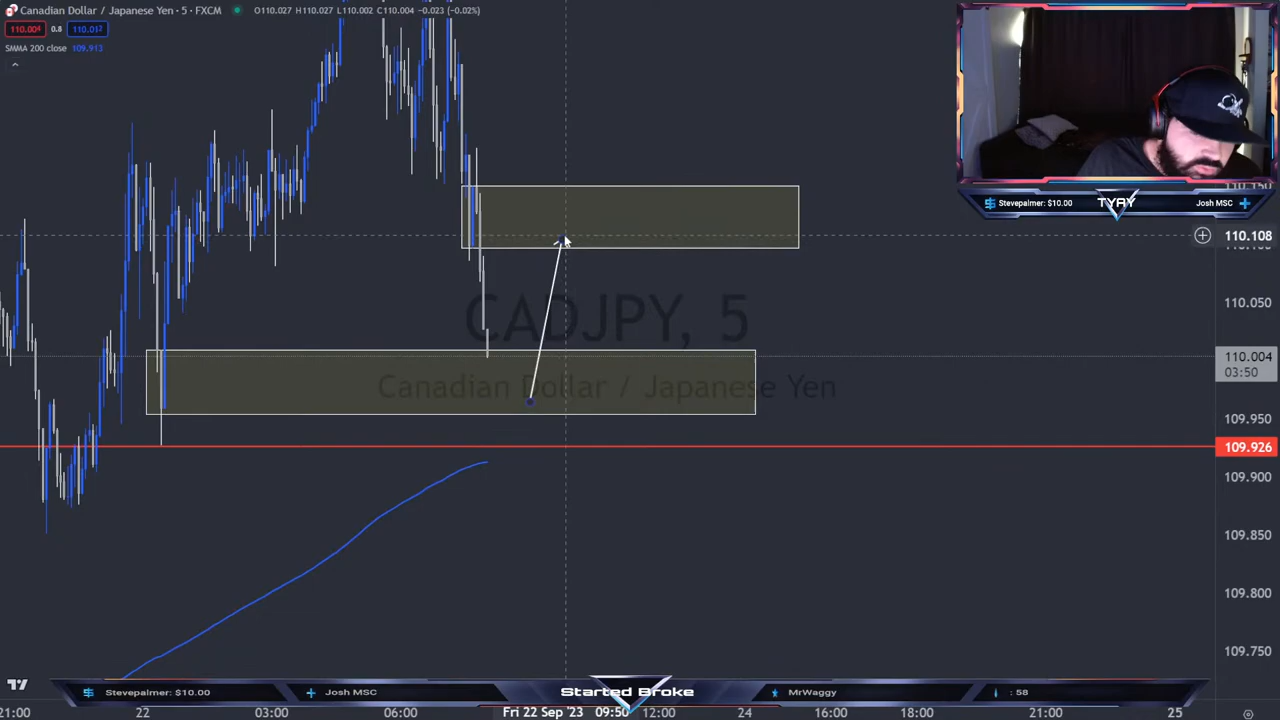 Canadian Dollar / Japanese Yen · 5 · FXCM O110.027 H110.027 L110.002 C110.004 −0.023 (−0.02%)
110.004 0.8 110.012
SMMA 200 close 109.913
Stevepalmer: $10.00 TYAY Josh MSC
110.108
110.050
CADJPY, 5
110.004
03:50
Canadian Dollar / Japanese Yen
109.950
109.926
109.900
109.850
109.800
109.750
Stevepalmer: $10.00 Josh MSC Started Broke MrWaggy : 58
21:00 22 03:00 06:00 Fri 22 Sep '23 09:50 12:00 24 16:00 18:00 21:00 25